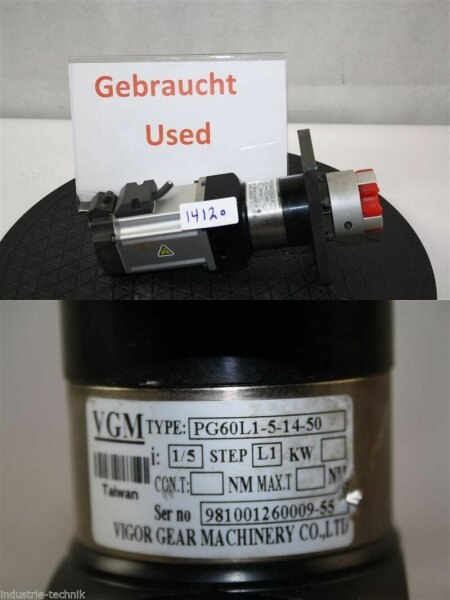 Gebraucht
Used
14120
VGM TYPE: PG60L1-5-14-50
i: 1/5 STEP L1 KW
CON.T: NM MAX.T NM
Taiwan
Ser no 981001260009-55
VIGOR GEAR MACHINERY CO.,LTD
industrie-technik